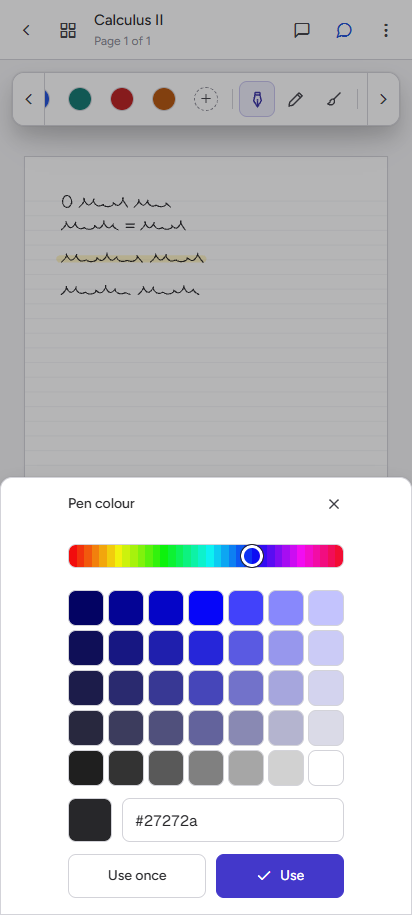 Calculus II
Page 1 of 1
Pen colour
#27272a
Use once
Use